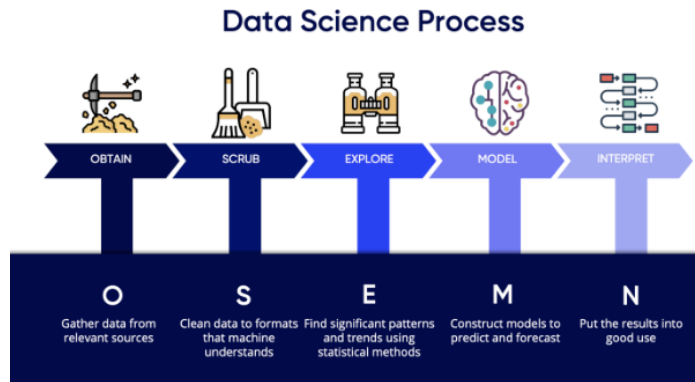 Data Science Process
OBTAIN
SCRUB
EXPLORE
MODEL
INTERPRET
O
Gather data from
relevant sources
S
Clean data to formats
that machine
understands
E
Find significant patterns
and trends using
statistical methods
M
Construct models to
predict and forecast
N
Put the results into
good use